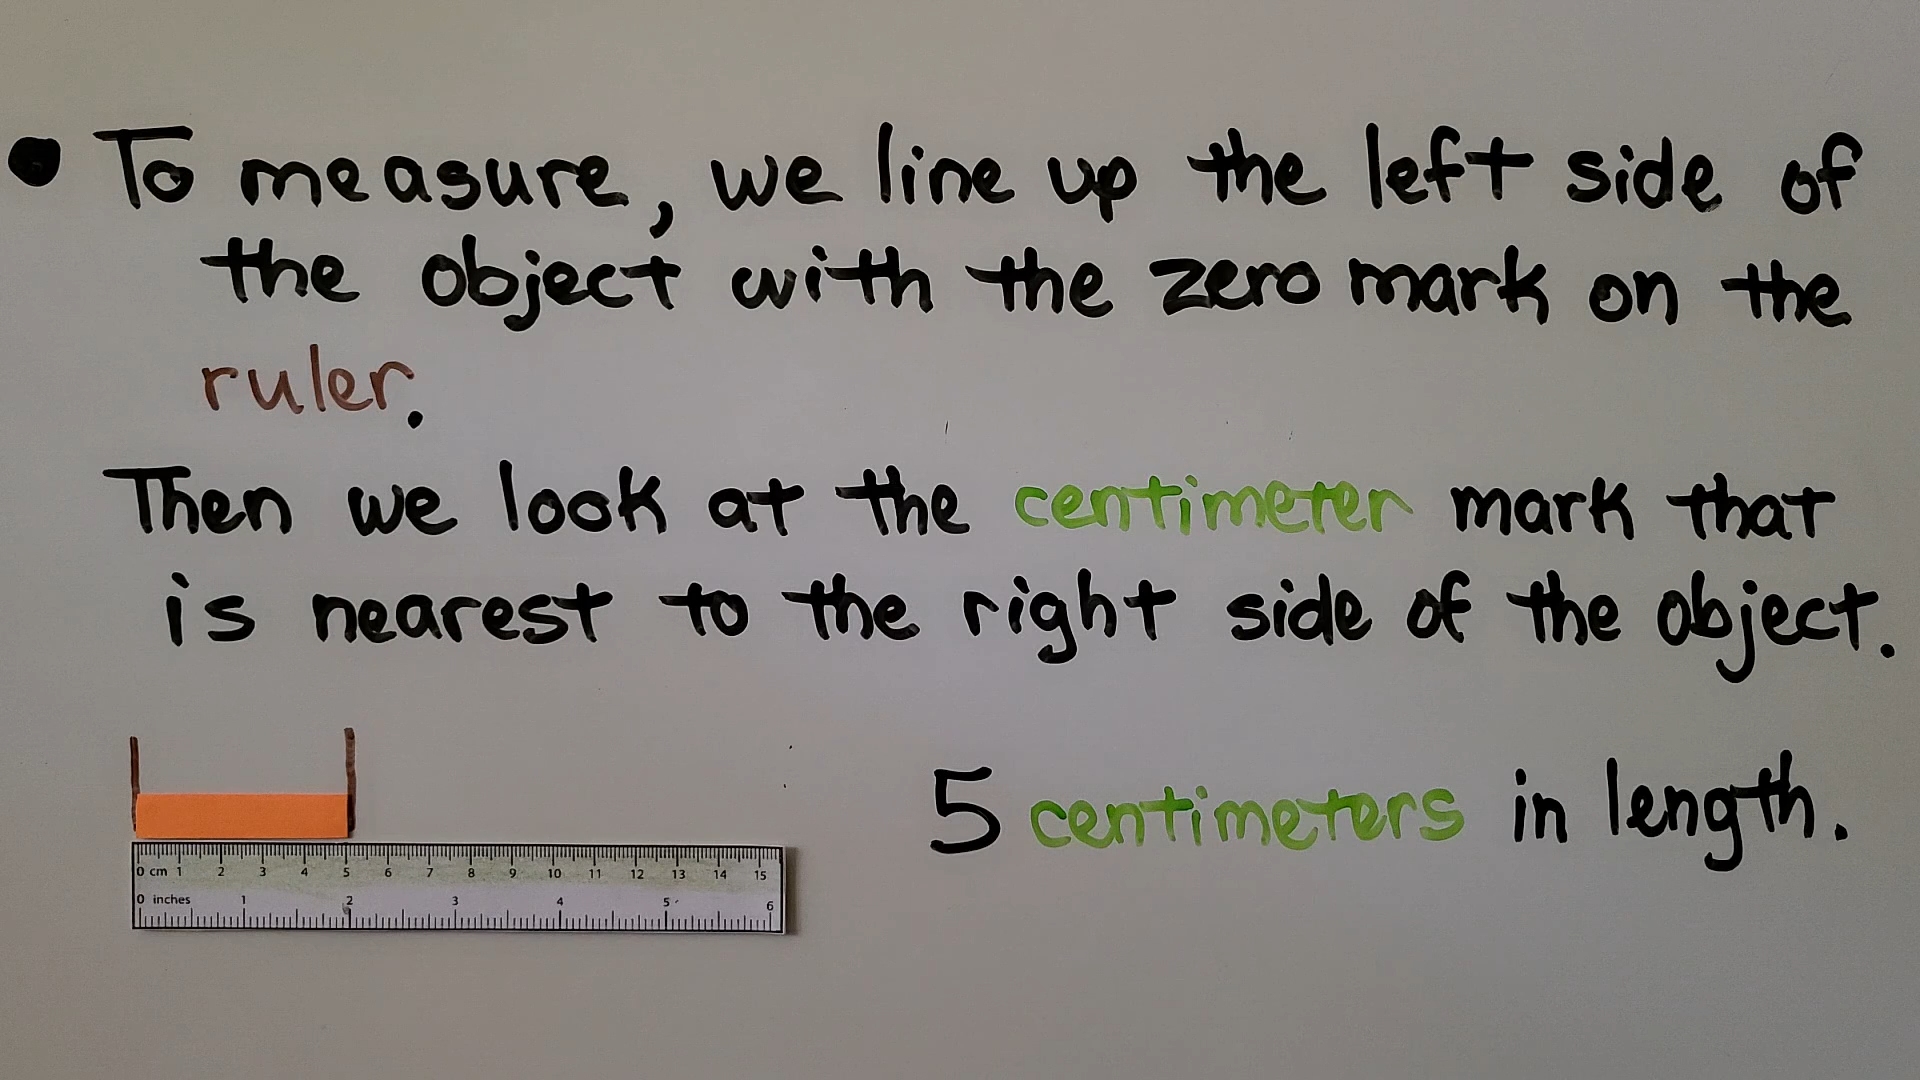 • To measure, we line up the left side of
the object with the zero mark on the
ruler.
Then we look at the centimeter mark that
is nearest to the right side of the object.
5 centimeters in length.
0 cm 1 2 3 4 5 6 7 8 9 10 11 12 13 14 15
0 inches 1 2 3 4 5 6